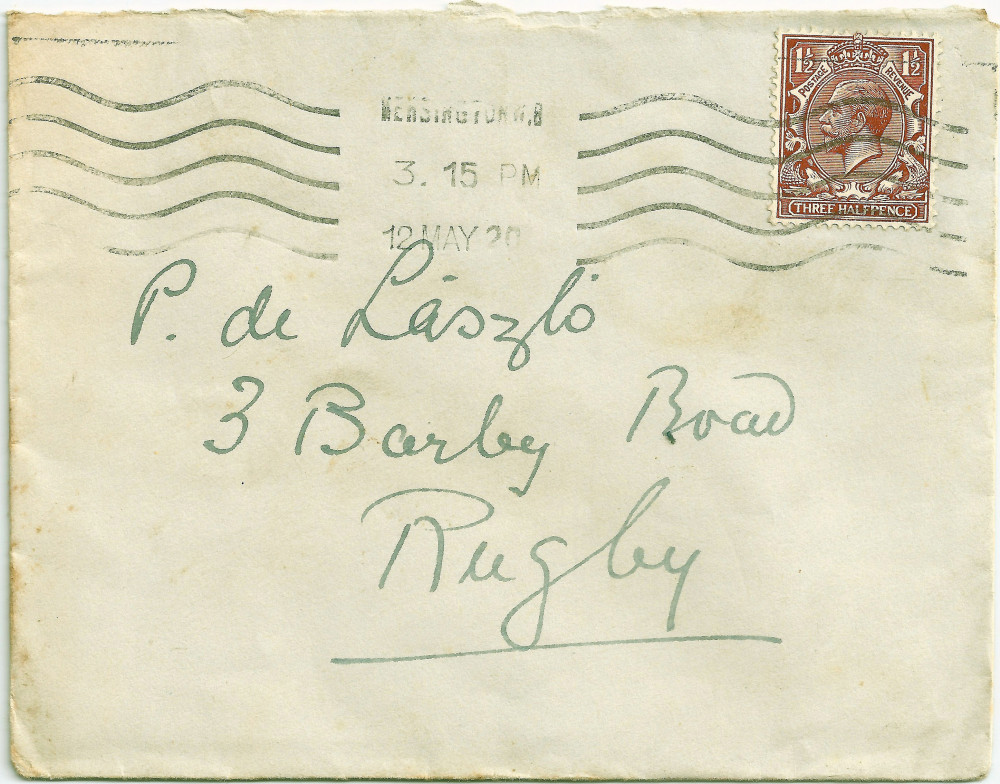 KENSINGTON W.8
3. 15 PM
12 MAY
1½ 1½
POSTAGE REVENUE
THREE HALFPENCE
P. de László
3 Barby Road
Rugby